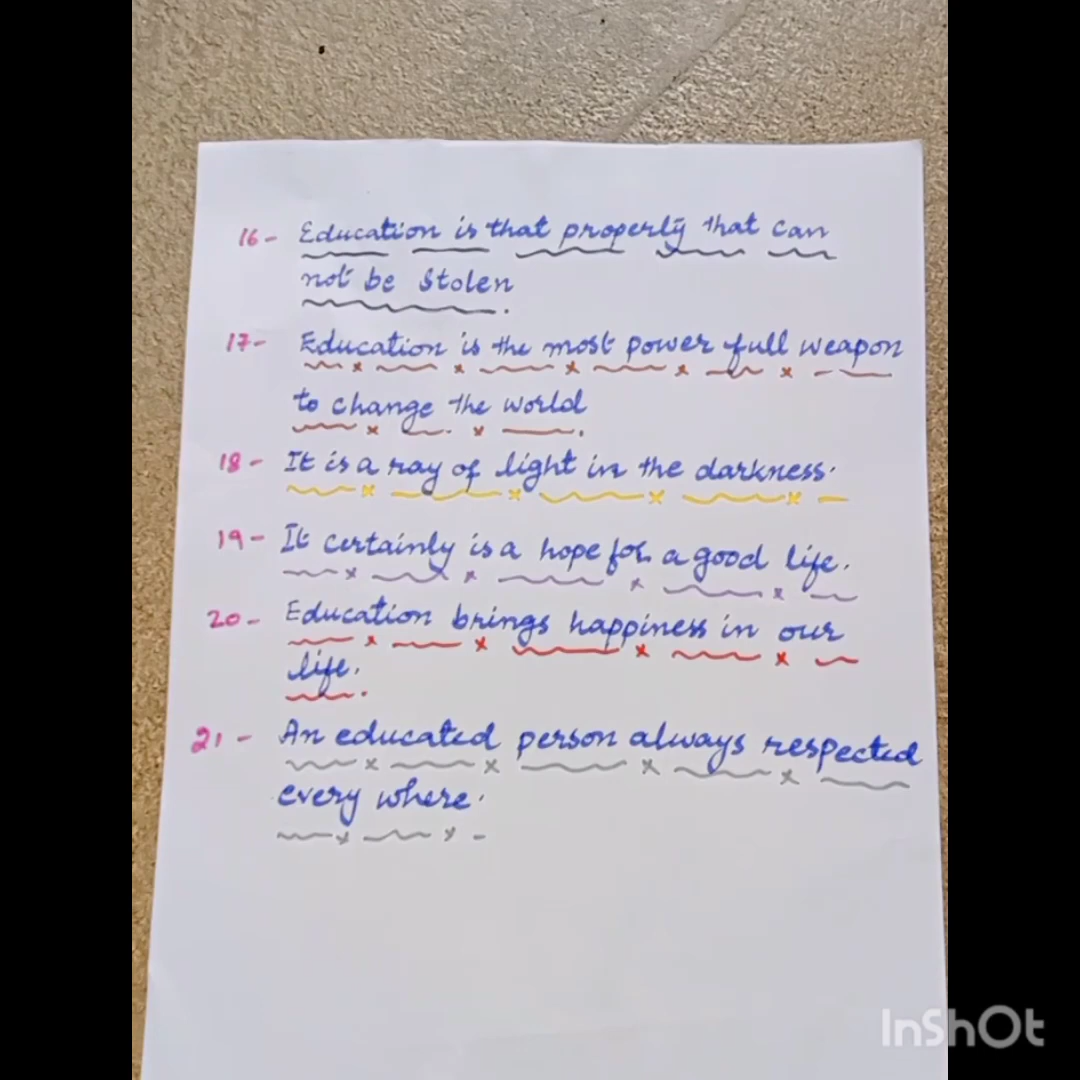 16- Education is that property that can
not be stolen
17- Education is the most power full weapon
to change the world
18- It is a ray of light in the darkness.
19- It certainly is a hope for a good life.
20- Education brings happiness in our
life.
21- An educated person always respected
every where.
InShOt